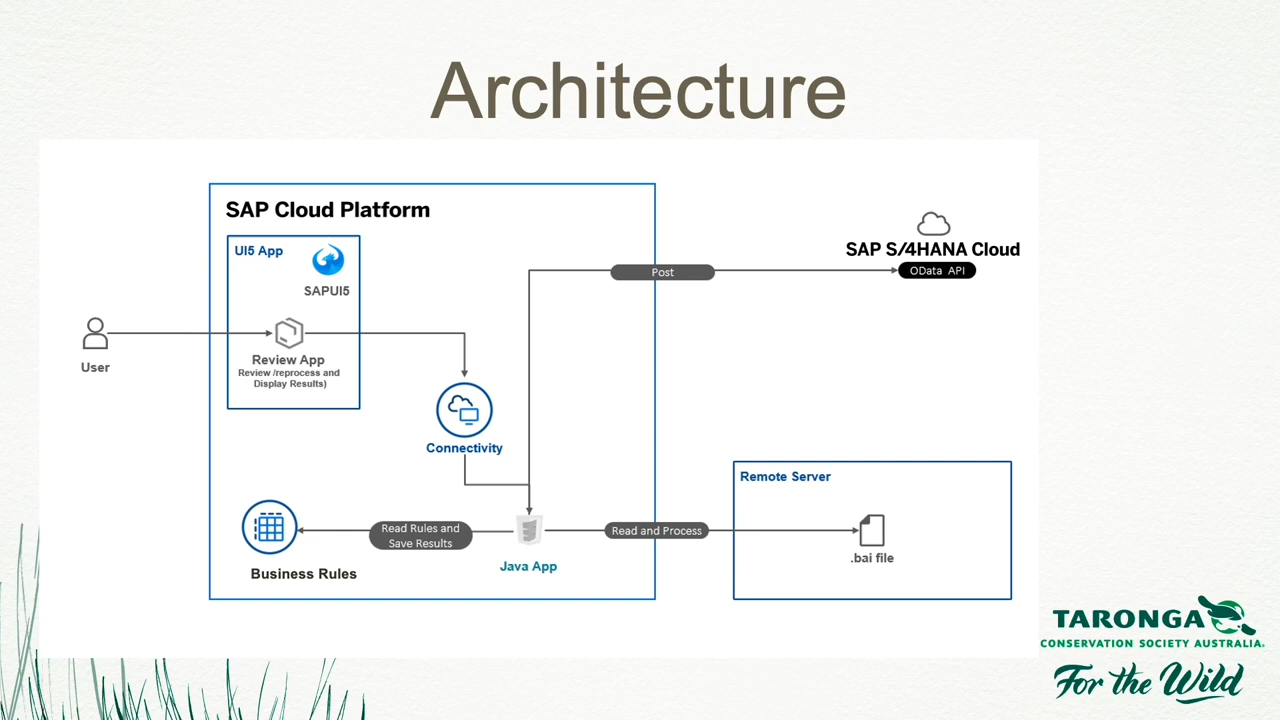 Architecture
SAP Cloud Platform
UI5 App
SAPUI5
Review App
Review /reprocess and
Display Results)
User
Connectivity
Post
SAP S/4HANA Cloud
OData API
Read Rules and
Save Results
Business Rules
Java App
Read and Process
Remote Server
.bai file
TARONGA
CONSERVATION SOCIETY AUSTRALIA
For the Wild